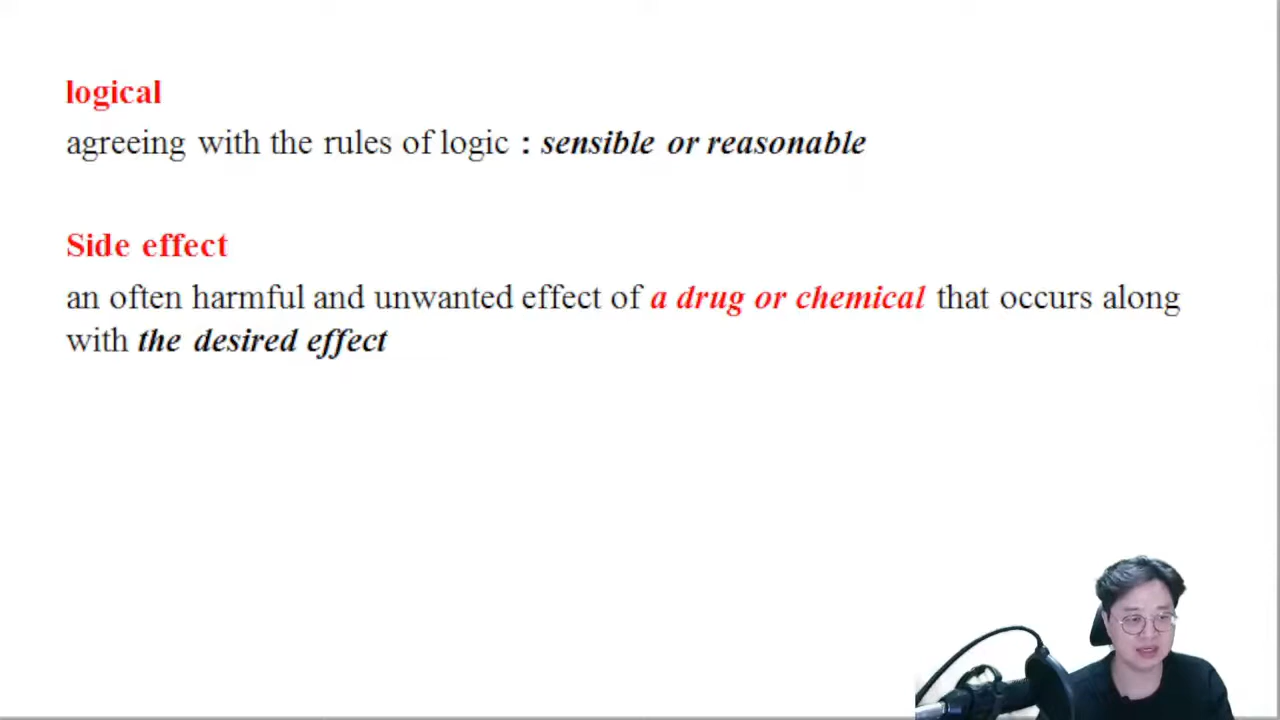 logical
agreeing with the rules of logic : sensible or reasonable
Side effect
an often harmful and unwanted effect of a drug or chemical that occurs along
with the desired effect